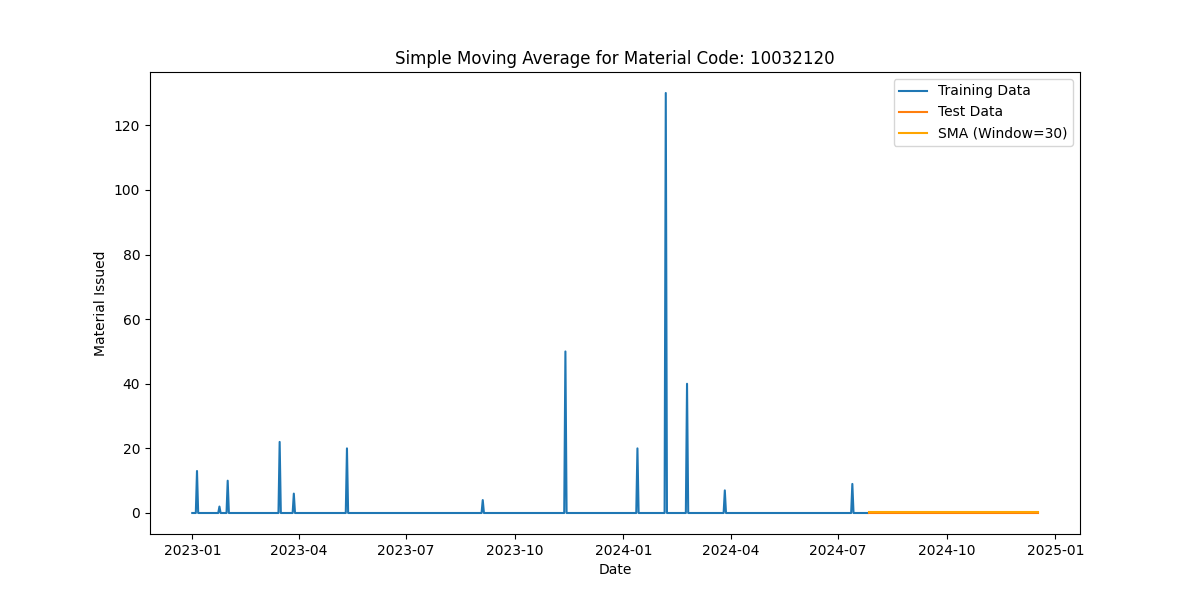 Simple Moving Average for Material Code: 10032120
Training Data
Test Data
SMA (Window=30)
Material Issued
120
100
80
60
40
20
0
2023-01 2023-04 2023-07 2023-10 2024-01 2024-04 2024-07 2024-10 2025-01
Date